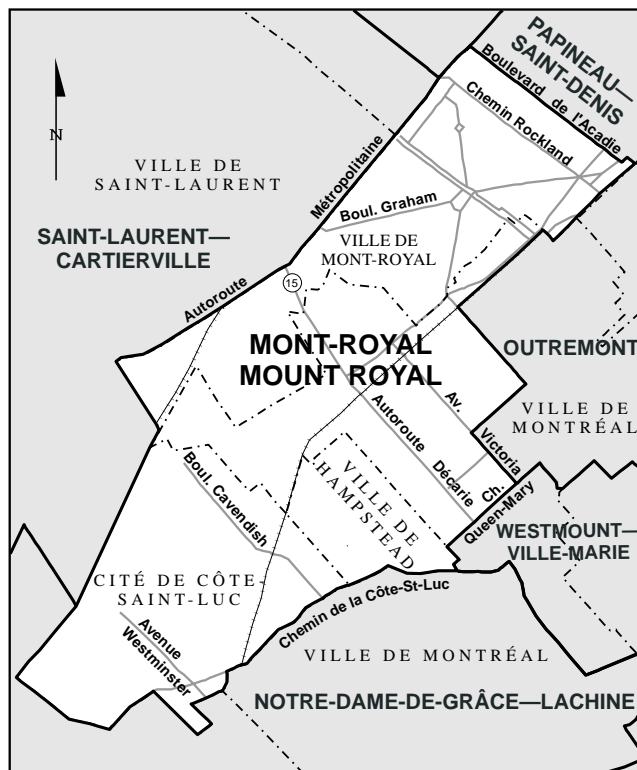 PAPINEAU—
SAINT-DENIS
Boulevard de l'Acadie
Chemin Rockland
N
VILLE DE
SAINT-LAURENT
Métropolitaine
Boul. Graham
SAINT-LAURENT—
CARTIERVILLE
VILLE DE
MONT-ROYAL
Autoroute
15
MONT-ROYAL
MOUNT ROYAL
OUTREMONT
Av.
Victoria
VILLE DE
MONTRÉAL
Autoroute
Décarie
Ch.
Queen-Mary
VILLE DE
HAMPSTEAD
Boul. Cavendish
WESTMOUNT—
VILLE-MARIE
CITÉ DE CÔTE-
SAINT-LUC
Chemin de la Côte-St-Luc
Avenue
Westminster
VILLE DE MONTRÉAL
NOTRE-DAME-DE-GRÂCE—LACHINE